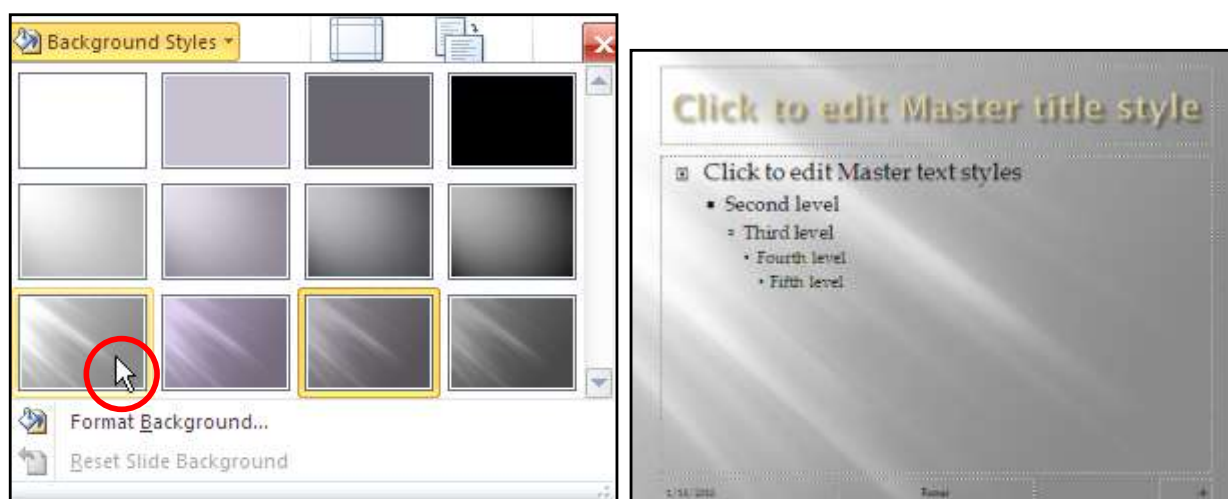 Background Styles
Format Background...
Reset Slide Background
Click to edit Master title style
Click to edit Master text styles
Second level
Third level
Fourth level
Fifth level
Footer